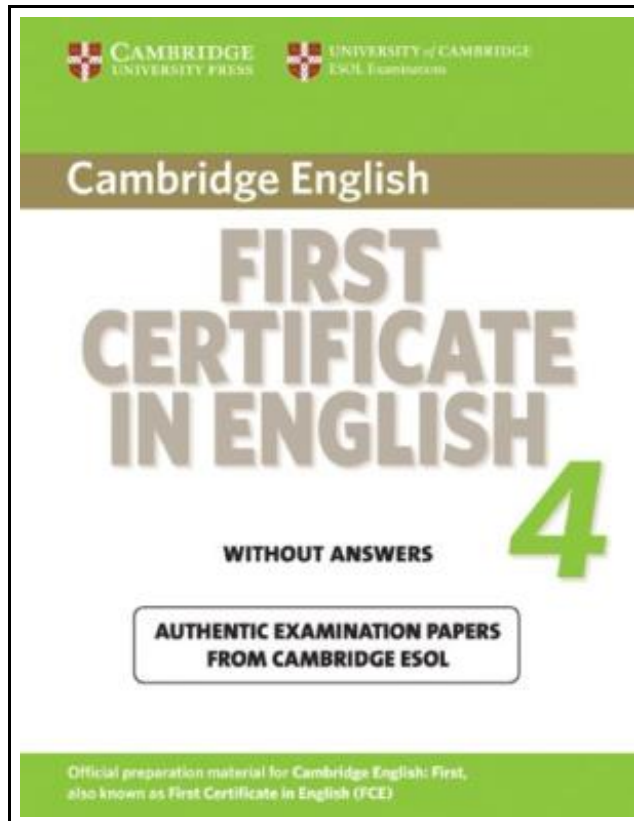 CAMBRIDGE
UNIVERSITY PRESS
UNIVERSITY of CAMBRIDGE
ESOL Examinations
Cambridge English
FIRST
CERTIFICATE
IN ENGLISH
4
WITHOUT ANSWERS
AUTHENTIC EXAMINATION PAPERS
FROM CAMBRIDGE ESOL
Official preparation material for Cambridge English: First,
also known as First Certificate in English (FCE)